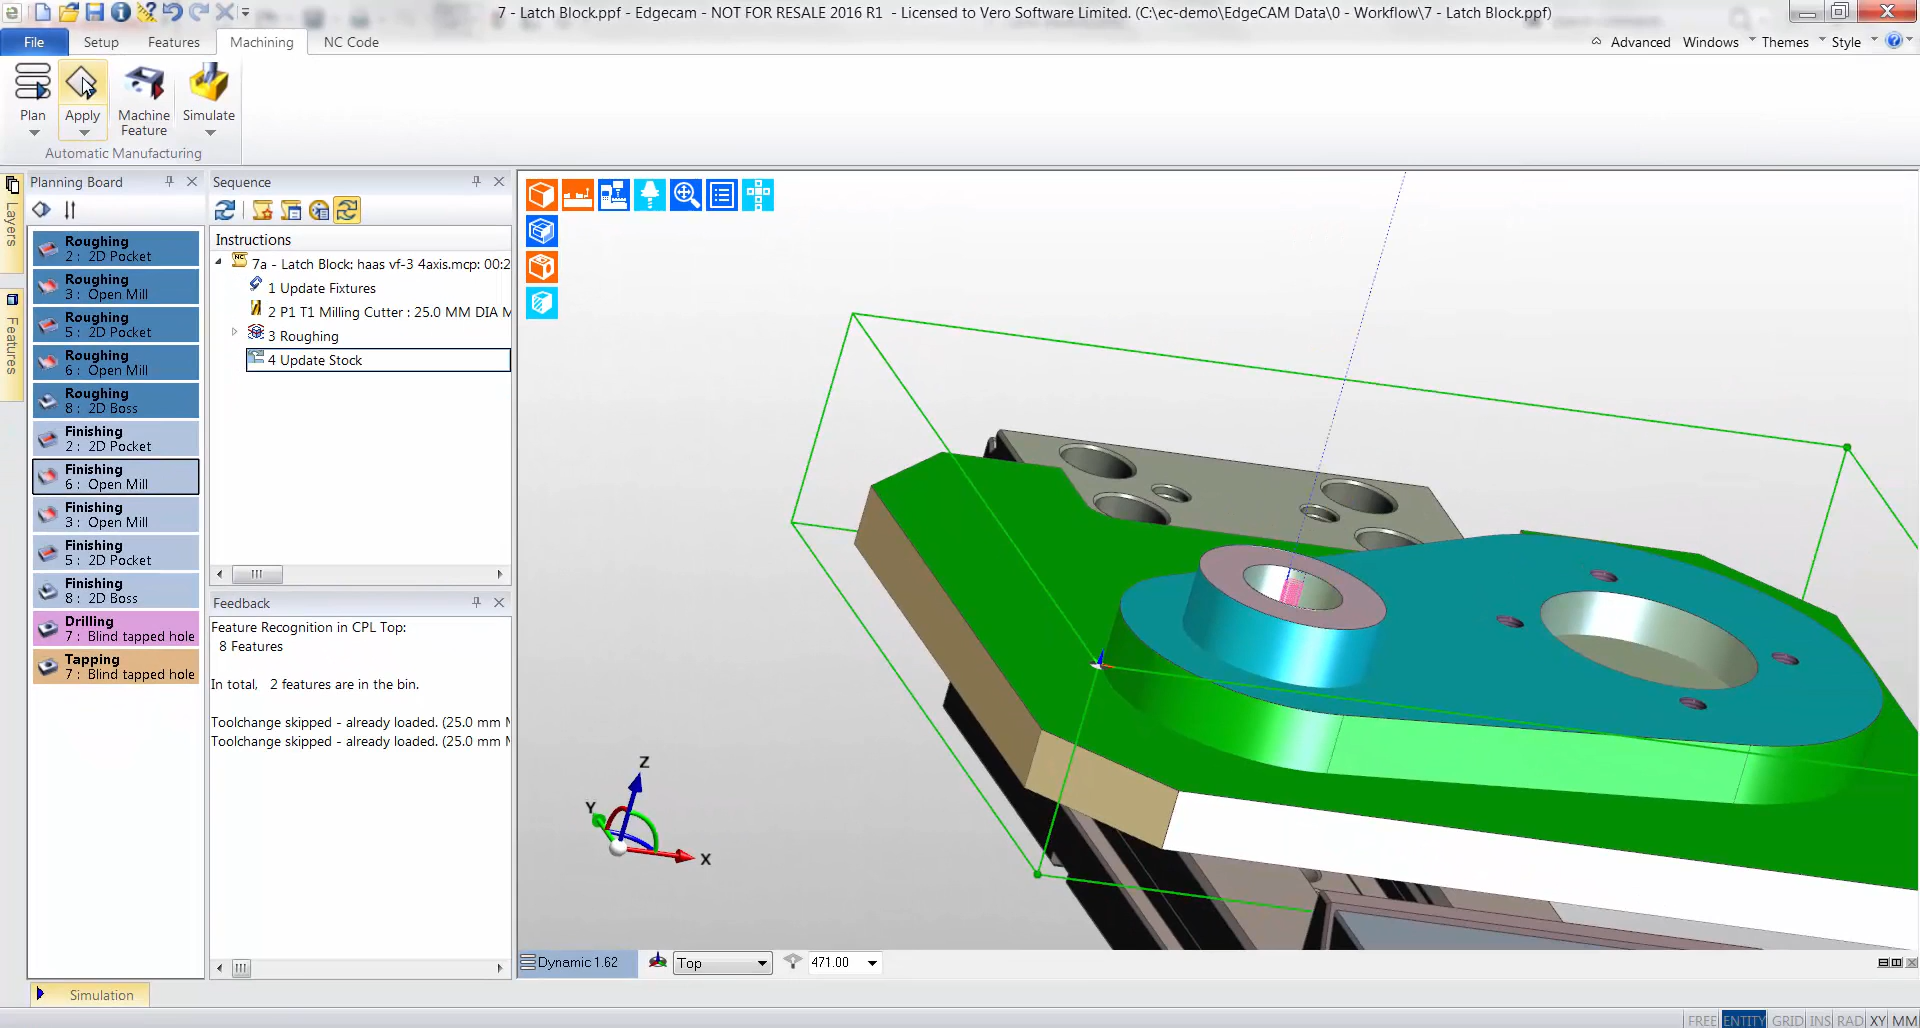 7 - Latch Block.ppf - Edgecam - NOT FOR RESALE 2016 R1 - Licensed to Vero Software Limited. (C:\ec-demo\EdgeCAM Data\0 - Workflow\7 - Latch Block.ppf)
File Setup Features Machining NC Code Advanced Windows Themes Style
Plan Apply Machine Feature Simulate
Automatic Manufacturing
Layers
Features
Planning Board
Roughing
2 : 2D Pocket
Roughing
3 : Open Mill
Roughing
5 : 2D Pocket
Roughing
6 : Open Mill
Roughing
8 : 2D Boss
Finishing
2 : 2D Pocket
Finishing
6 : Open Mill
Finishing
3 : Open Mill
Finishing
5 : 2D Pocket
Finishing
8 : 2D Boss
Drilling
7 : Blind tapped hole
Tapping
7 : Blind tapped hole
Sequence
Instructions
7a - Latch Block: haas vf-3 4axis.mcp: 00:2
1 Update Fixtures
2 P1 T1 Milling Cutter : 25.0 MM DIA M
3 Roughing
4 Update Stock
Feedback
Feature Recognition in CPL Top:
8 Features
In total, 2 features are in the bin.
Toolchange skipped - already loaded. (25.0 mm M
Toolchange skipped - already loaded. (25.0 mm M
Z
Y
X
Dynamic 1.62 Top 471.00
Simulation
FREE ENTITY GRID INS RAD XY MM